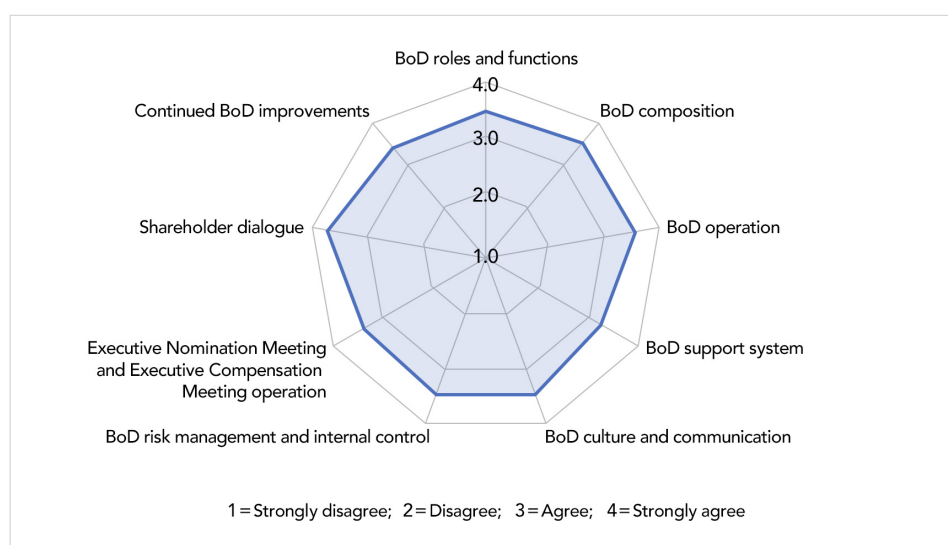 BoD roles and functions
4.0
Continued BoD improvements
BoD composition
3.0
2.0
Shareholder dialogue
BoD operation
1.0
Executive Nomination Meeting
and Executive Compensation
Meeting operation
BoD support system
BoD risk management and internal control
BoD culture and communication
1=Strongly disagree; 2=Disagree; 3=Agree; 4=Strongly agree